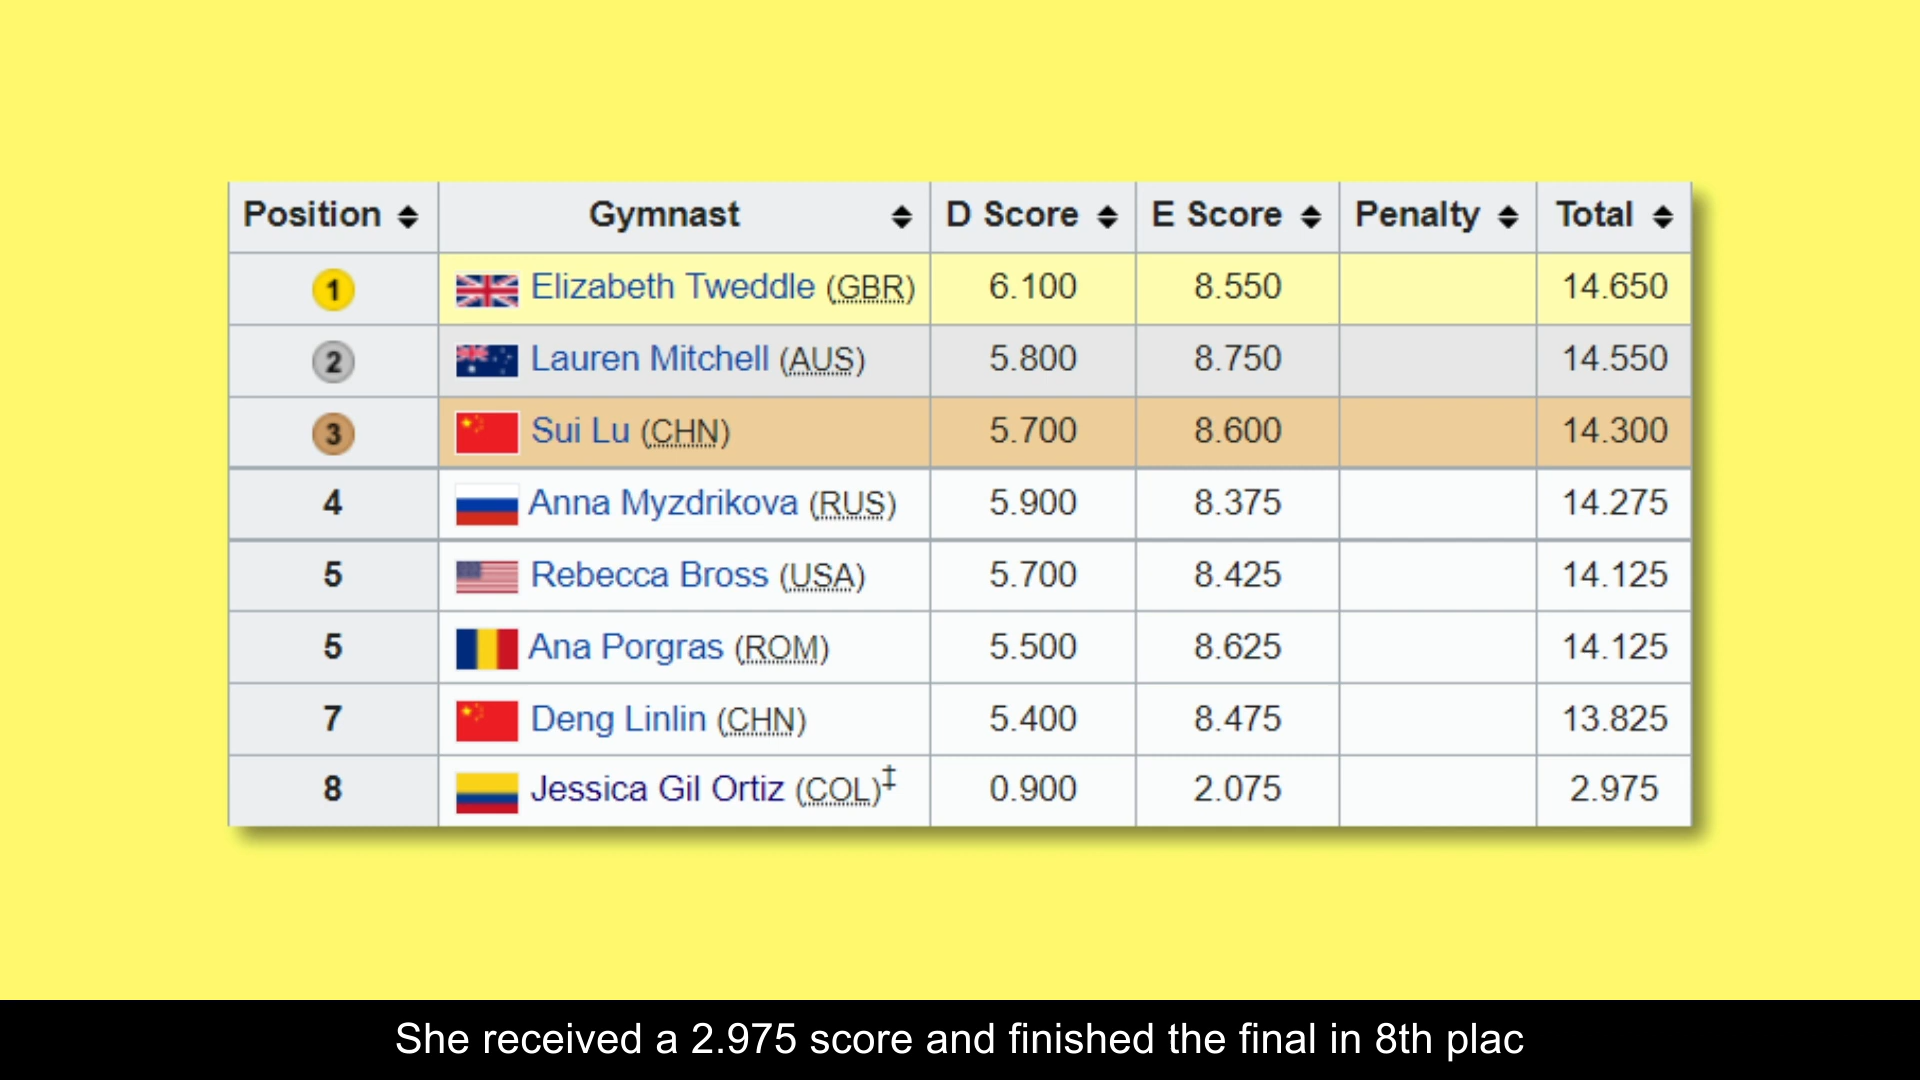 Position Gymnast D Score E Score Penalty Total
1 Elizabeth Tweddle (GBR) 6.100 8.550 14.650
2 Lauren Mitchell (AUS) 5.800 8.750 14.550
3 Sui Lu (CHN) 5.700 8.600 14.300
4 Anna Myzdrikova (RUS) 5.900 8.375 14.275
5 Rebecca Bross (USA) 5.700 8.425 14.125
5 Ana Porgras (ROM) 5.500 8.625 14.125
7 Deng Linlin (CHN) 5.400 8.475 13.825
8 Jessica Gil Ortiz (COL)‡ 0.900 2.075 2.975
She received a 2.975 score and finished the final in 8th plac